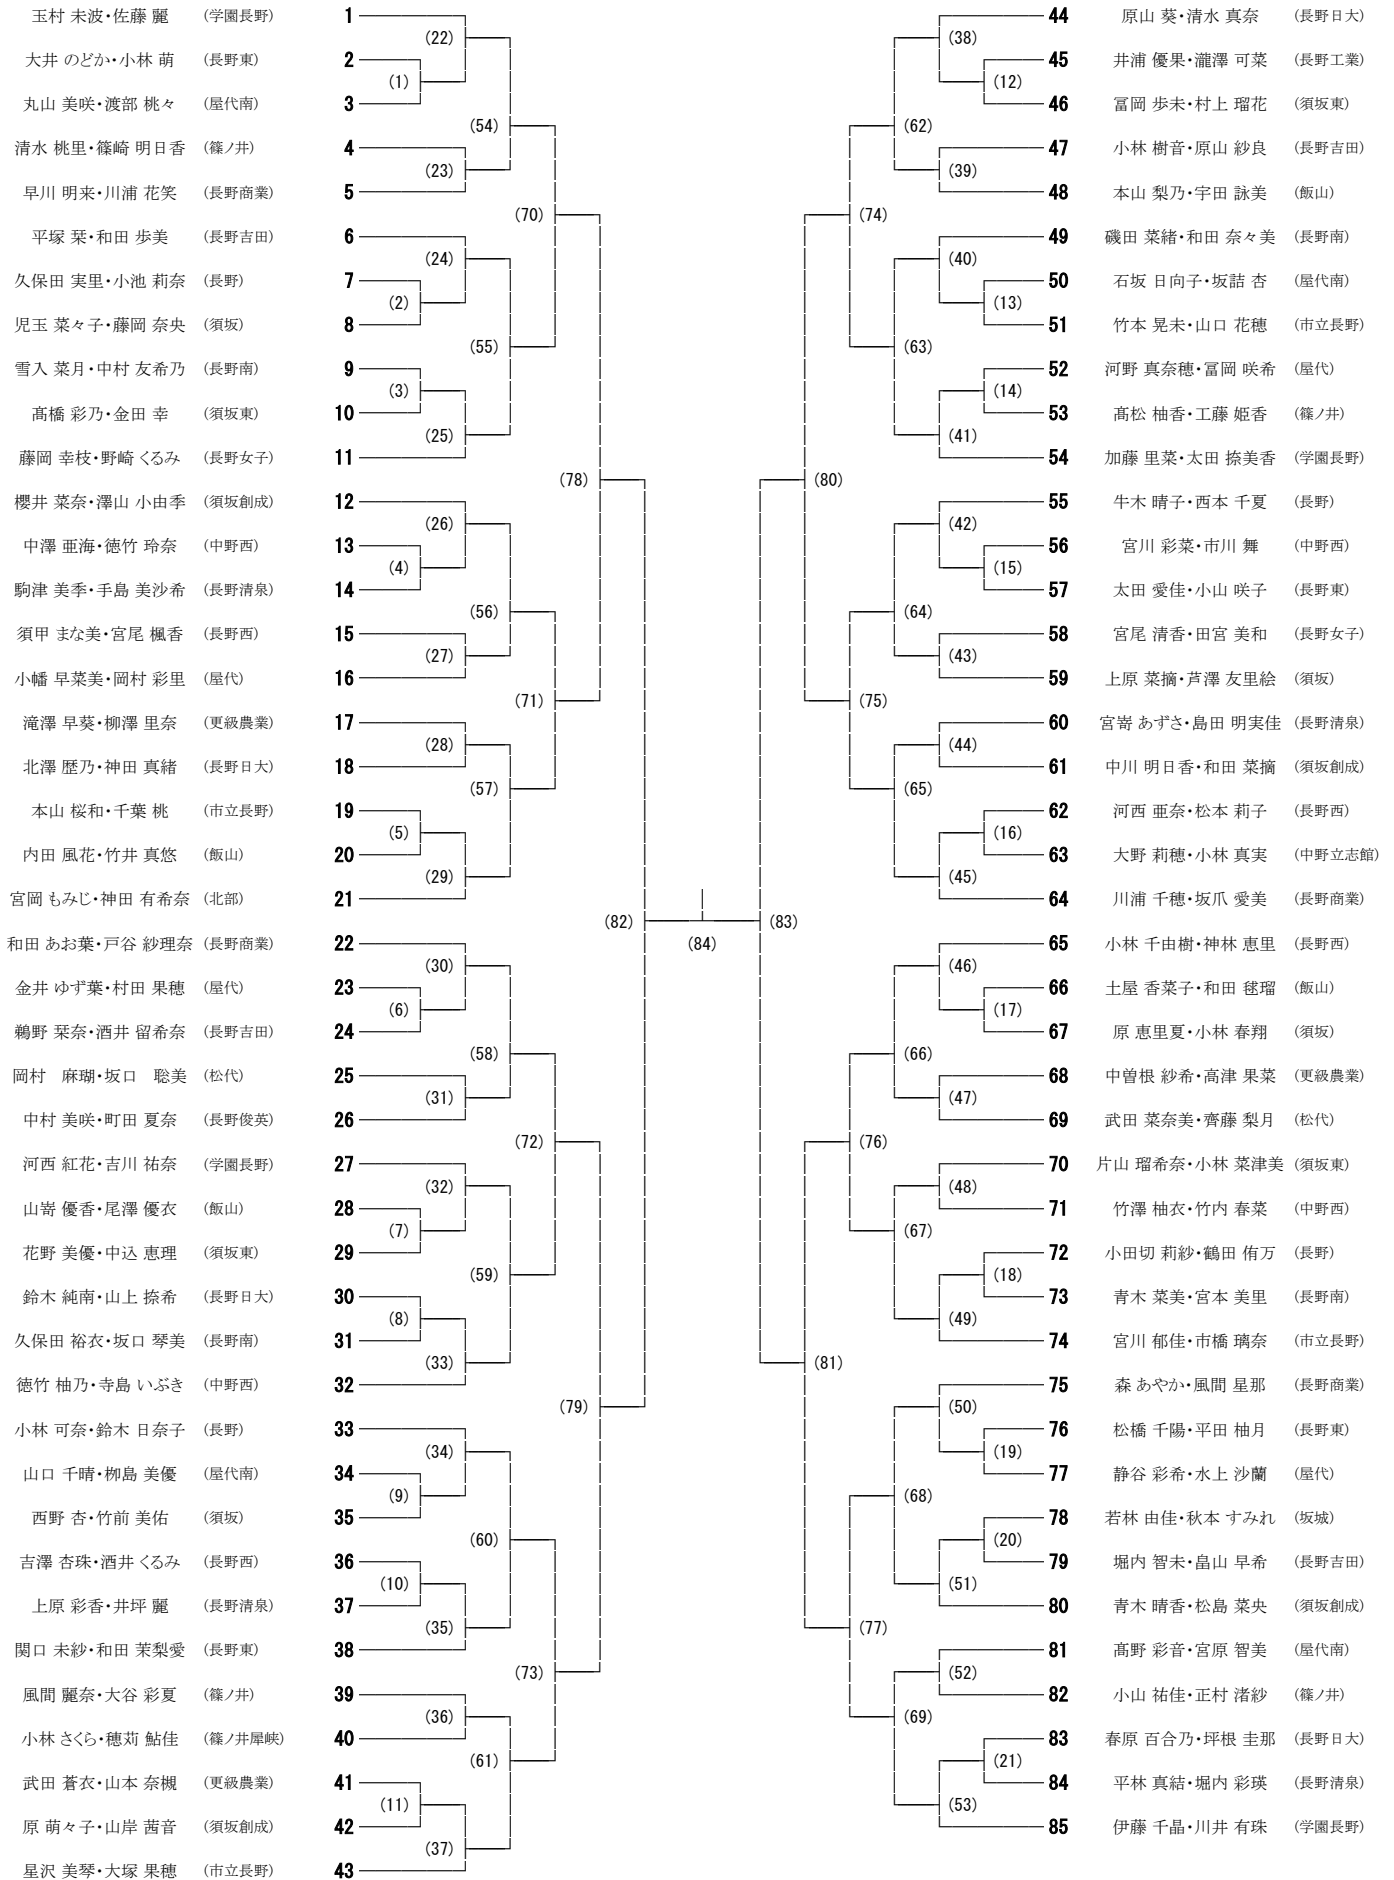 玉村 未波・佐藤 麗 (学園長野) 1
大井 のどか・小林 萌 (長野東) 2
丸山 美咲・渡部 桃々 (屋代南) 3
清水 桃里・篠崎 明日香 (篠ノ井) 4
早川 明来・川浦 花笑 (長野商業) 5
平塚 栞・和田 歩美 (長野吉田) 6
久保田 実里・小池 莉奈 (長野) 7
児玉 菜々子・藤岡 奈央 (須坂) 8
雪入 菜月・中村 友希乃 (長野南) 9
髙橋 彩乃・金田 幸 (須坂東) 10
藤岡 幸枝・野崎 くるみ (長野女子) 11
櫻井 菜奈・澤山 小由季 (須坂創成) 12
中澤 亜海・徳竹 玲奈 (中野西) 13
駒津 美季・手島 美沙希 (長野清泉) 14
須甲 まな美・宮尾 楓香 (長野西) 15
小幡 早菜美・岡村 彩里 (屋代) 16
滝澤 早葵・柳澤 里奈 (更級農業) 17
北澤 歴乃・神田 真緒 (長野日大) 18
本山 桜和・千葉 桃 (市立長野) 19
内田 風花・竹井 真悠 (飯山) 20
宮岡 もみじ・神田 有希奈 (北部) 21
和田 あお葉・戸谷 紗理奈 (長野商業) 22
金井 ゆず葉・村田 果穂 (屋代) 23
鵜野 栞奈・酒井 留希奈 (長野吉田) 24
岡村　麻瑚・坂口　聡美 (松代) 25
中村 美咲・町田 夏奈 (長野俊英) 26
河西 紅花・吉川 祐奈 (学園長野) 27
山嵜 優香・尾澤 優衣 (飯山) 28
花野 美優・中込 恵理 (須坂東) 29
鈴木 純南・山上 捺希 (長野日大) 30
久保田 裕衣・坂口 琴美 (長野南) 31
徳竹 柚乃・寺島 いぶき (中野西) 32
小林 可奈・鈴木 日奈子 (長野) 33
山口 千晴・栁島 美優 (屋代南) 34
西野 杏・竹前 美佑 (須坂) 35
吉澤 杏珠・酒井 くるみ (長野西) 36
上原 彩香・井坪 麗 (長野清泉) 37
関口 未紗・和田 茉梨愛 (長野東) 38
風間 麗奈・大谷 彩夏 (篠ノ井) 39
小林 さくら・穂苅 鮎佳 (篠ノ井犀峡) 40
武田 蒼衣・山本 奈槻 (更級農業) 41
原 萌々子・山岸 茜音 (須坂創成) 42
星沢 美琴・大塚 果穂 (市立長野) 43
(1)
(2)
(3)
(4)
(5)
(6)
(7)
(8)
(9)
(10)
(11)
(22)
(23)
(24)
(25)
(26)
(27)
(28)
(29)
(30)
(31)
(32)
(33)
(34)
(35)
(36)
(37)
(54)
(55)
(56)
(57)
(58)
(59)
(60)
(61)
(70)
(71)
(72)
(73)
(78)
(79)
(82)
(84)
(83)
(80)
(81)
(74)
(75)
(76)
(77)
(62)
(63)
(64)
(65)
(66)
(67)
(68)
(69)
(38)
(39)
(40)
(41)
(42)
(43)
(44)
(45)
(46)
(47)
(48)
(49)
(50)
(51)
(52)
(53)
(12)
(13)
(14)
(15)
(16)
(17)
(18)
(19)
(20)
(21)
44 原山 葵・清水 真奈 (長野日大)
45 井浦 優果・瀧澤 可菜 (長野工業)
46 冨岡 歩未・村上 瑠花 (須坂東)
47 小林 樹音・原山 紗良 (長野吉田)
48 本山 梨乃・宇田 詠美 (飯山)
49 磯田 菜緒・和田 奈々美 (長野南)
50 石坂 日向子・坂詰 杏 (屋代南)
51 竹本 晃未・山口 花穂 (市立長野)
52 河野 真奈穂・冨岡 咲希 (屋代)
53 髙松 柚香・工藤 姫香 (篠ノ井)
54 加藤 里菜・太田 捺美香 (学園長野)
55 牛木 晴子・西本 千夏 (長野)
56 宮川 彩菜・市川 舞 (中野西)
57 太田 愛佳・小山 咲子 (長野東)
58 宮尾 清香・田宮 美和 (長野女子)
59 上原 菜摘・芦澤 友里絵 (須坂)
60 宮嵜 あずさ・島田 明実佳 (長野清泉)
61 中川 明日香・和田 菜摘 (須坂創成)
62 河西 亜奈・松本 莉子 (長野西)
63 大野 莉穂・小林 真実 (中野立志館)
64 川浦 千穂・坂爪 愛美 (長野商業)
65 小林 千由樹・神林 恵里 (長野西)
66 土屋 香菜子・和田 毬瑠 (飯山)
67 原 恵里夏・小林 春翔 (須坂)
68 中曽根 紗希・高津 果菜 (更級農業)
69 武田 菜奈美・齊藤 梨月 (松代)
70 片山 瑠希奈・小林 菜津美 (須坂東)
71 竹澤 柚衣・竹内 春菜 (中野西)
72 小田切 莉紗・鶴田 侑万 (長野)
73 青木 菜美・宮本 美里 (長野南)
74 宮川 郁佳・市橋 璃奈 (市立長野)
75 森 あやか・風間 星那 (長野商業)
76 松橋 千陽・平田 柚月 (長野東)
77 静谷 彩希・水上 沙蘭 (屋代)
78 若林 由佳・秋本 すみれ (坂城)
79 堀内 智未・畠山 早希 (長野吉田)
80 青木 晴香・松島 菜央 (須坂創成)
81 髙野 彩音・宮原 智美 (屋代南)
82 小山 祐佳・正村 渚紗 (篠ノ井)
83 春原 百合乃・坪根 圭那 (長野日大)
84 平林 真結・堀内 彩瑛 (長野清泉)
85 伊藤 千晶・川井 有珠 (学園長野)